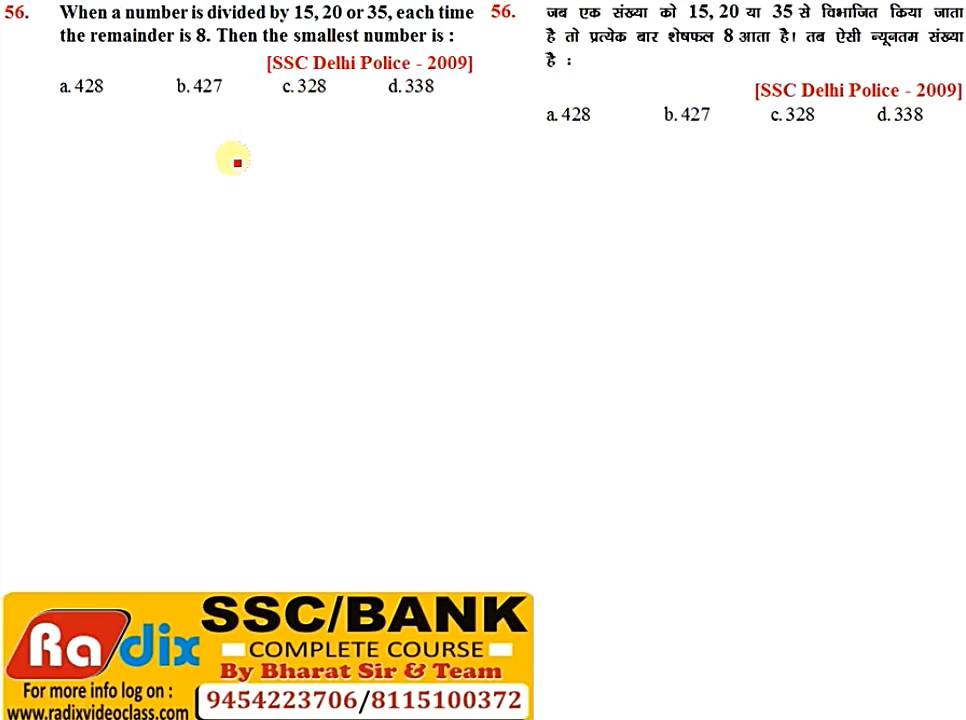 56. When a number is divided by 15, 20 or 35, each time
the remainder is 8. Then the smallest number is :
[SSC Delhi Police - 2009]
a. 428 b. 427 c. 328 d. 338
56. जब एक संख्या को 15, 20 या 35 से विभाजित किया जाता
है तो प्रत्येक बार शेषफल 8 आता है। तब ऐसी न्यूनतम संख्या
है :
[SSC Delhi Police - 2009]
a. 428 b. 427 c. 328 d. 338
Radix
SSC/BANK
COMPLETE COURSE
By Bharat Sir & Team
For more info log on :
www.radixvideoclass.com
9454223706/8115100372